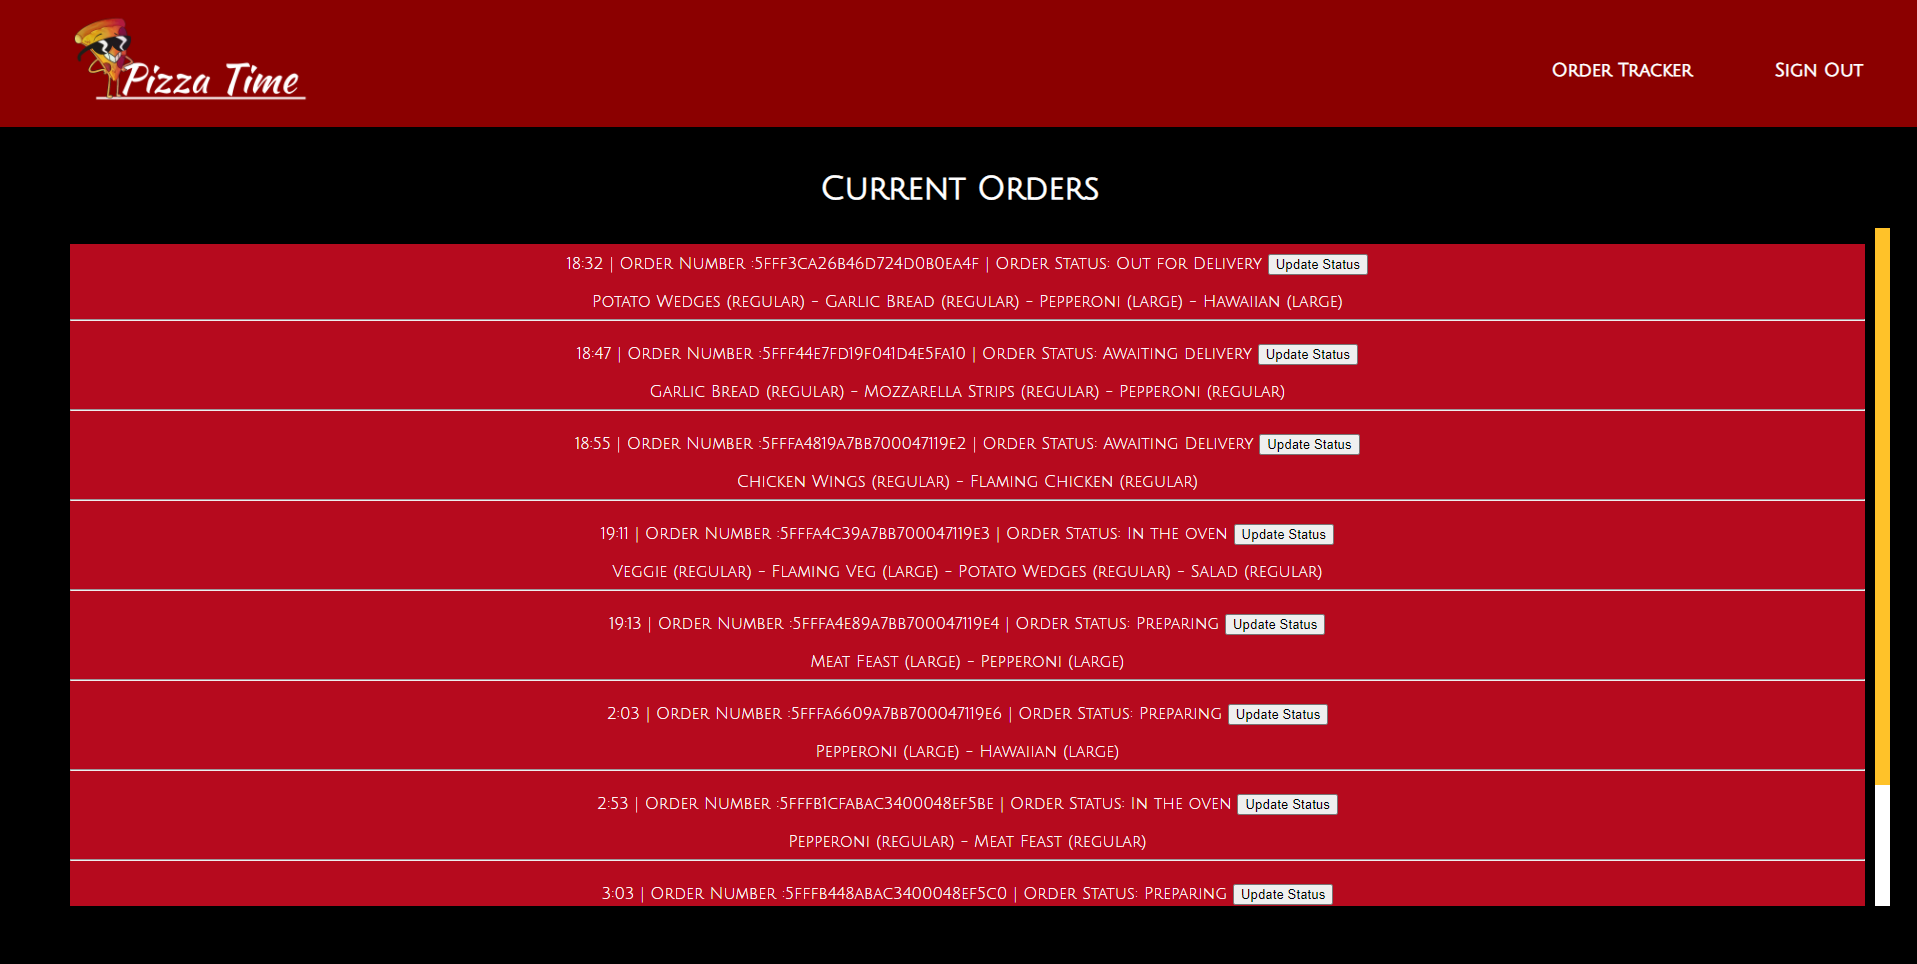 Pizza Time
Order Tracker
Sign Out
Current Orders
18:32 | Order Number :5fff3ca26b46d724d0b0ea4f | Order Status: Out for Delivery Update Status
Potato Wedges (regular) - Garlic Bread (regular) - Pepperoni (large) - Hawaiian (large)
18:47 | Order Number :5fff44e7fd19f041d4e5fa10 | Order Status: Awaiting delivery Update Status
Garlic Bread (regular) - Mozzarella Strips (regular) - Pepperoni (regular)
18:55 | Order Number :5fffa4819a7bb700047119e2 | Order Status: Awaiting Delivery Update Status
Chicken Wings (regular) - Flaming Chicken (regular)
19:11 | Order Number :5fffa4c39a7bb700047119e3 | Order Status: In the oven Update Status
Veggie (regular) - Flaming Veg (large) - Potato Wedges (regular) - Salad (regular)
19:13 | Order Number :5fffa4e89a7bb700047119e4 | Order Status: Preparing Update Status
Meat Feast (large) - Pepperoni (large)
2:03 | Order Number :5fffa6609a7bb700047119e6 | Order Status: Preparing Update Status
Pepperoni (large) - Hawaiian (large)
2:53 | Order Number :5fffb1cfabac3400048ef5be | Order Status: In the oven Update Status
Pepperoni (regular) - Meat Feast (regular)
3:03 | Order Number :5fffb448abac3400048ef5c0 | Order Status: Preparing Update Status